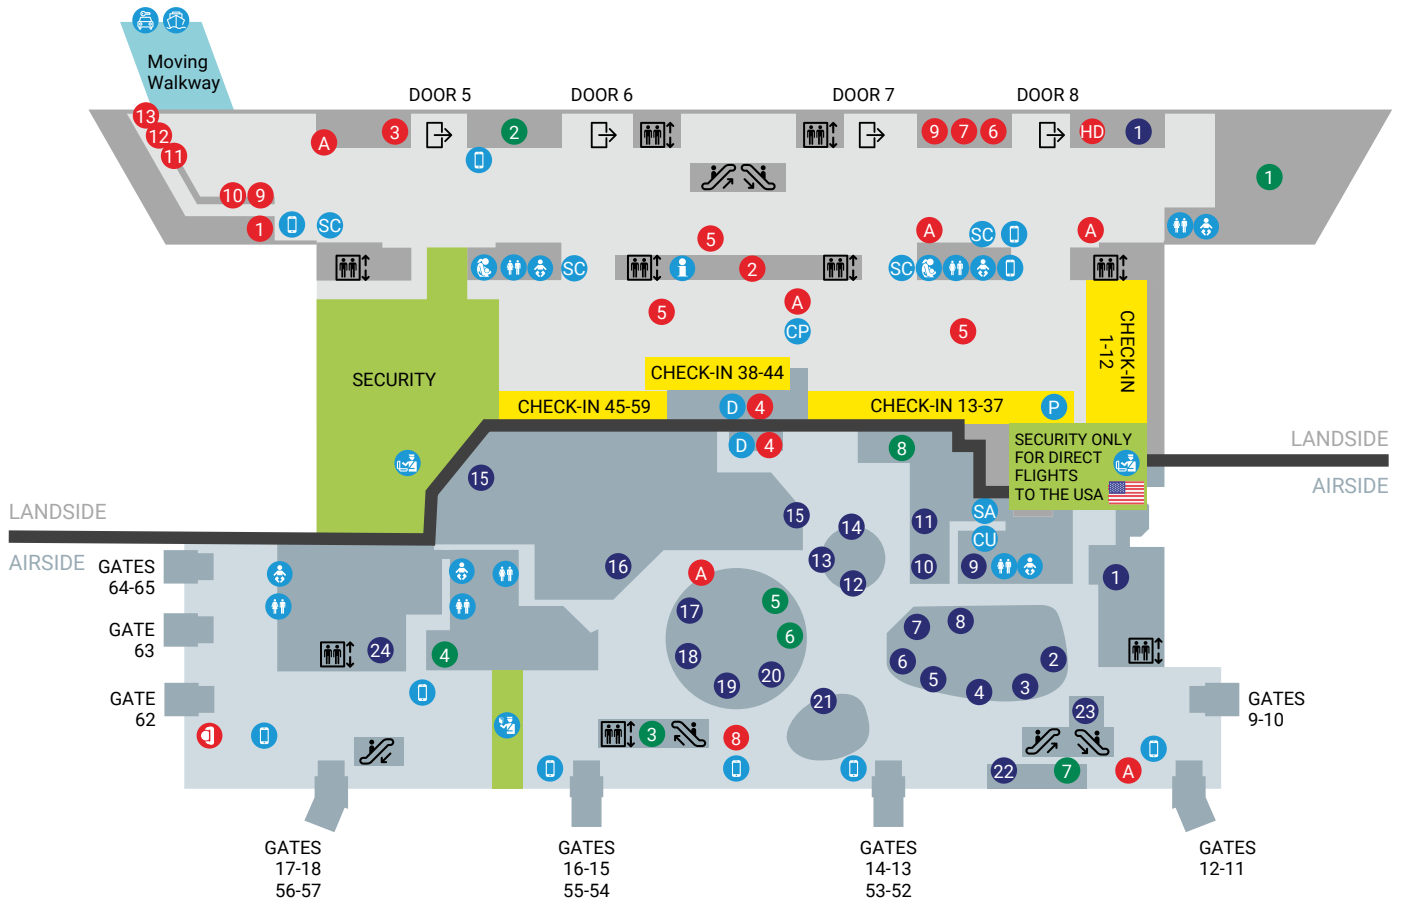 Moving
Walkway
DOOR 5
DOOR 6
DOOR 7
DOOR 8
13
12
11
10
9
1
SC
A
3
2
9
7
6
HD
1
1
5
A
SC
A
SC
2
SC
5
A
CP
5
SECURITY
CHECK-IN 38-44
CHECK-IN 45-59
D
4
CHECK-IN 13-37
P
CHECK-IN
1-12
D
4
8
SECURITY ONLY
FOR DIRECT
FLIGHTS
TO THE USA
LANDSIDE
AIRSIDE
LANDSIDE
AIRSIDE
15
15
14
11
SA
CU
16
A
13
12
10
9
1
GATES
64-65
GATE
63
GATE
62
24
4
17
5
6
18
19
20
21
7
8
6
5
4
3
2
23
3
8
22
7
A
GATES
9-10
GATES
17-18
56-57
GATES
16-15
55-54
GATES
14-13
53-52
GATES
12-11